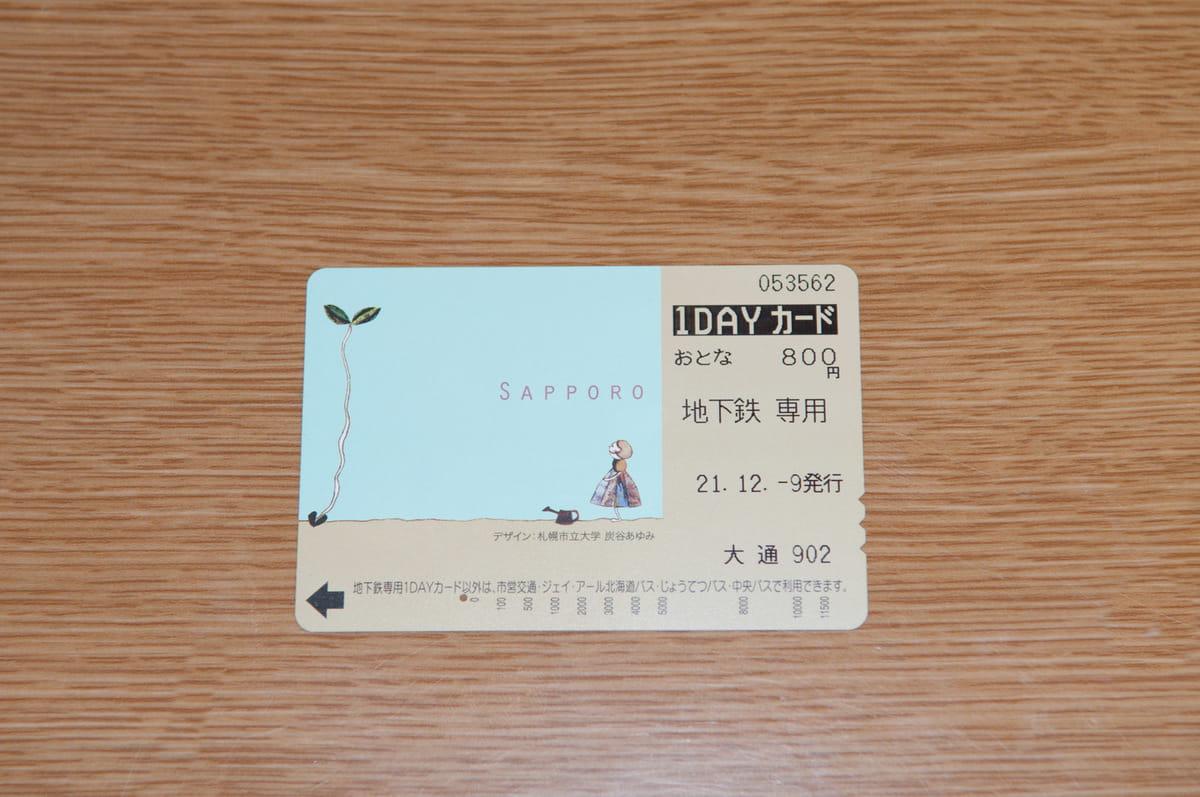 053562
1DAY カード
おとな 800円
地下鉄 専用
SAPPORO
21. 12. -9発行
デザイン:札幌市立大学 炭谷あゆみ
大 通 902
地下鉄専用1DAYカード以外は、市営交通・ジェイ・アール北海道バス・じょうてつバス・中央バスで利用できます。
0 100 500 1000 2000 3000 4000 5000 8000 10000 11500